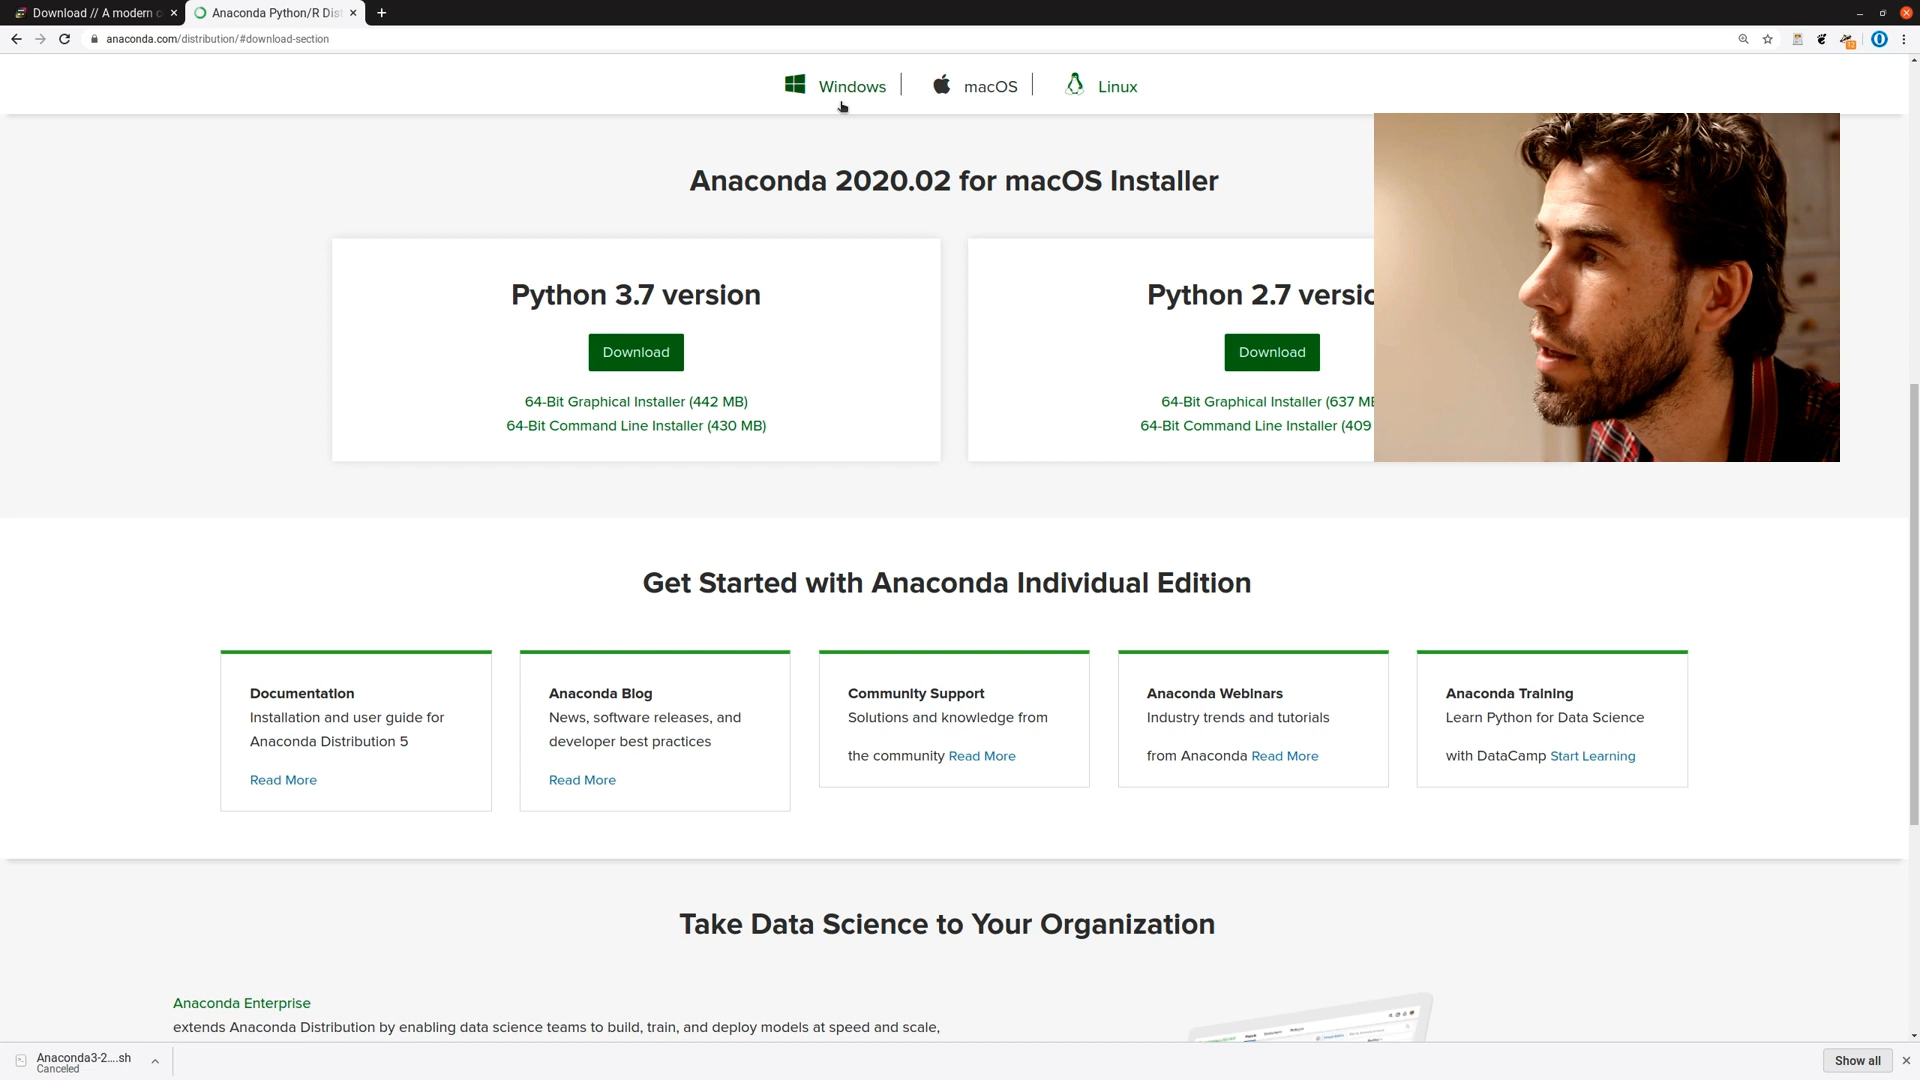 Download // A modern c
Anaconda Python/R Dist
anaconda.com/distribution/#download-section
Windows
macOS
Linux
Anaconda 2020.02 for macOS Installer
Python 3.7 version
Download
64-Bit Graphical Installer (442 MB)
64-Bit Command Line Installer (430 MB)
Python 2.7 versic
Download
64-Bit Graphical Installer (637 ME
64-Bit Command Line Installer (409
Get Started with Anaconda Individual Edition
Documentation
Installation and user guide for
Anaconda Distribution 5
Read More
Anaconda Blog
News, software releases, and
developer best practices
Read More
Community Support
Solutions and knowledge from
the community Read More
Anaconda Webinars
Industry trends and tutorials
from Anaconda Read More
Anaconda Training
Learn Python for Data Science
with DataCamp Start Learning
Take Data Science to Your Organization
Anaconda Enterprise
extends Anaconda Distribution by enabling data science teams to build, train, and deploy models at speed and scale,
Anaconda3-2....sh
Canceled
Show all